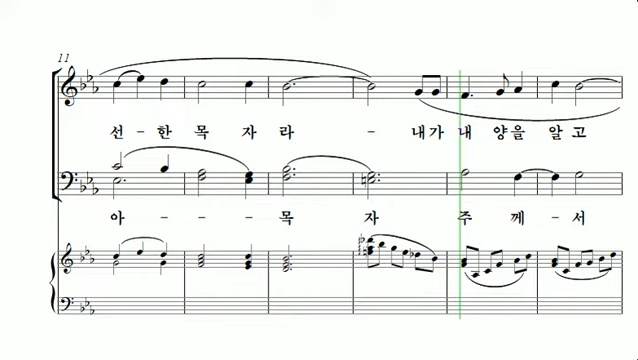 11
선 - 한 목 자 라 - 내가 내 양을 알 고
아 - - - 목 자 주 께 - 서